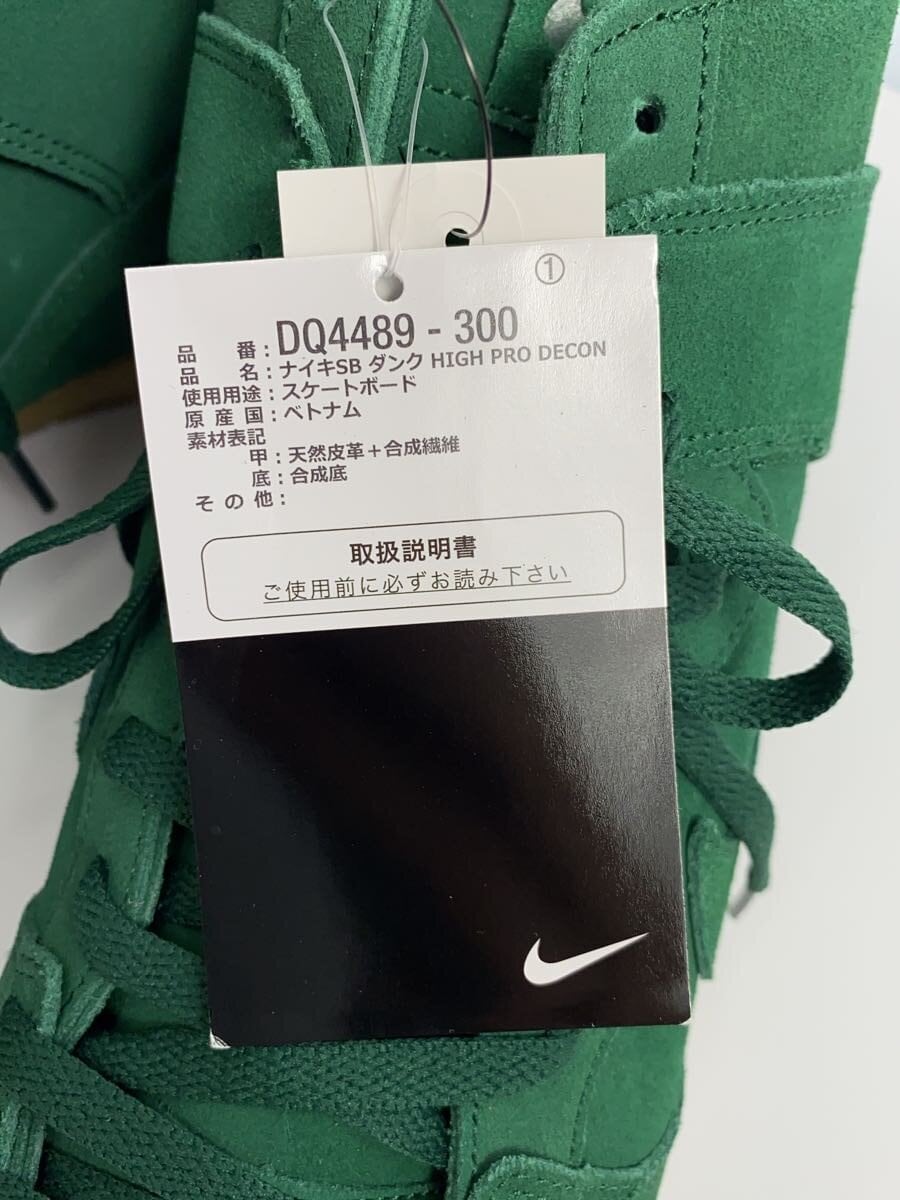 ①
品番：DQ4489 - 300
品名：ナイキSB ダンク HIGH PRO DECON
使用用途：スケートボード
原産国：ベトナム
素材表記
甲：天然皮革＋合成繊維
底：合成底
その他：
取扱説明書
ご使用前に必ずお読み下さい